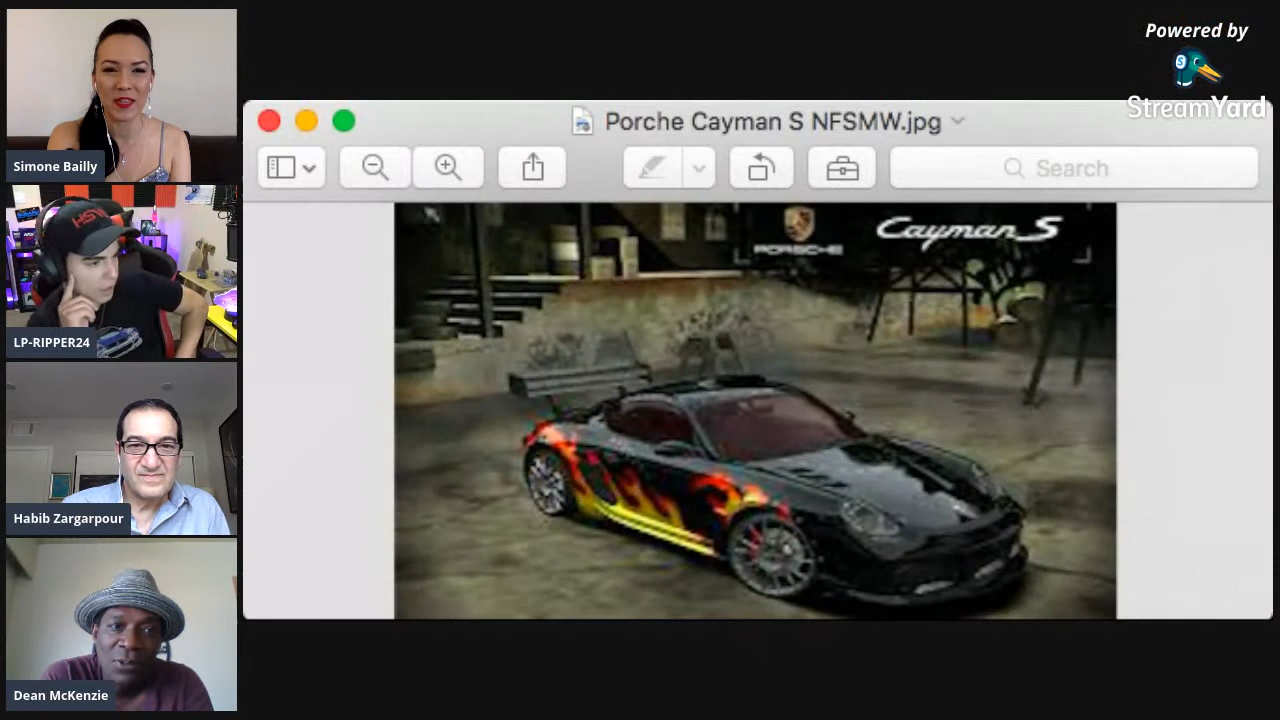 Simone Bailly
LP-RIPPER24
Habib Zargarpour
Dean McKenzie
Powered by
StreamYard
Porche Cayman S NFSMW.jpg
Search
PORSCHE
Cayman S